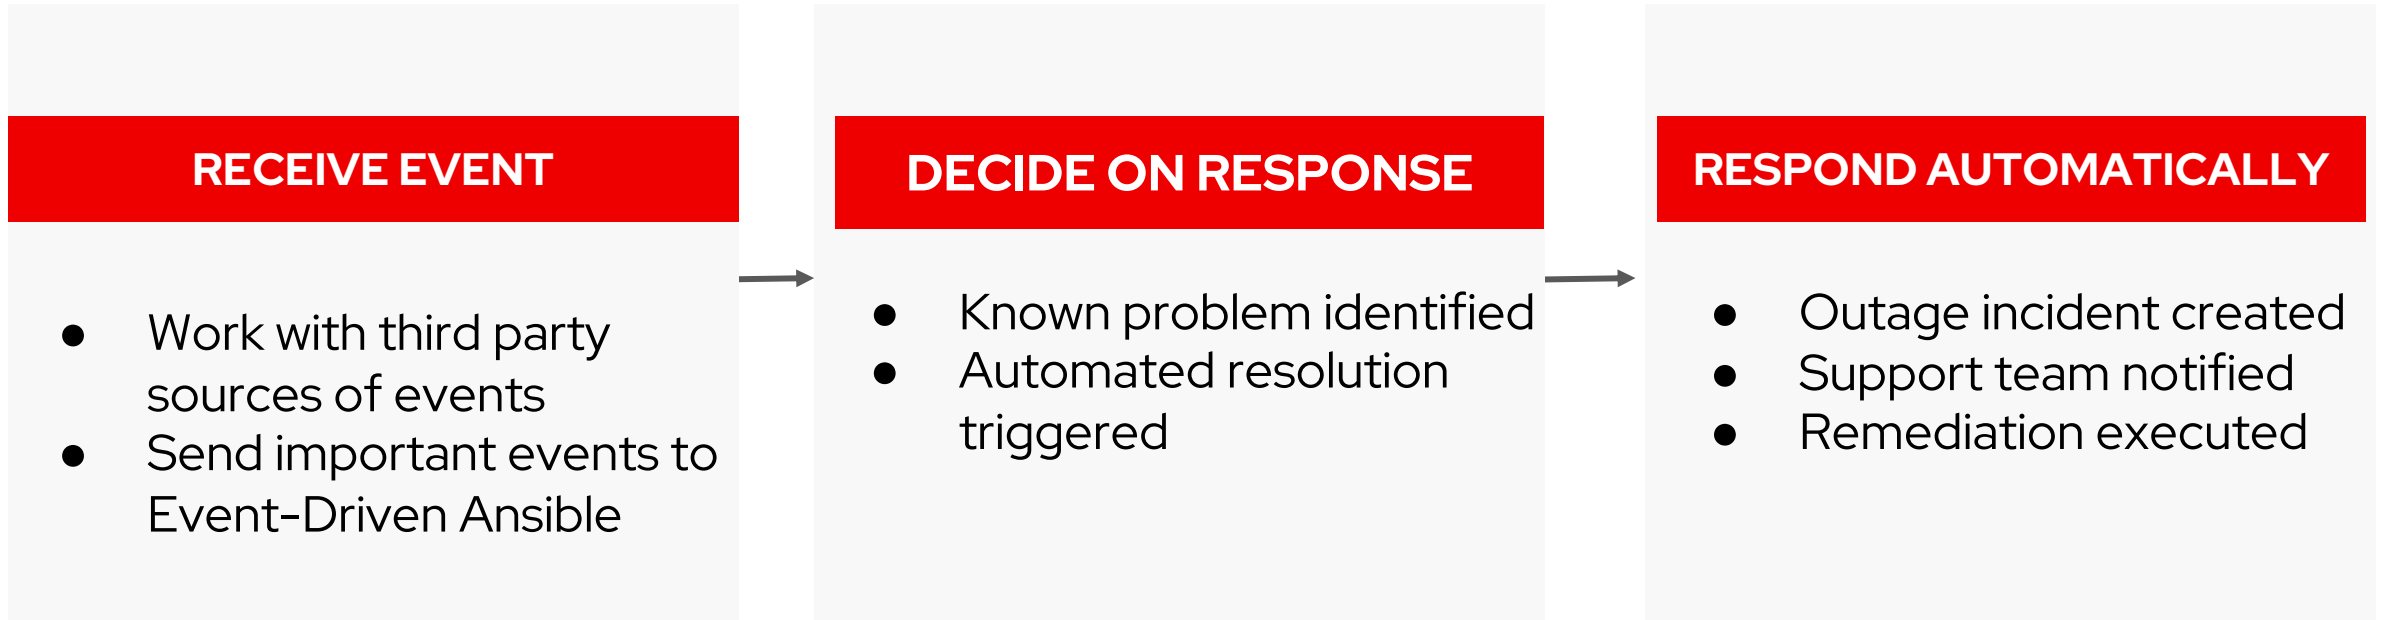 RECEIVE EVENT
● Work with third party
sources of events
● Send important events to
Event-Driven Ansible
DECIDE ON RESPONSE
● Known problem identified
● Automated resolution
triggered
RESPOND AUTOMATICALLY
● Outage incident created
● Support team notified
● Remediation executed